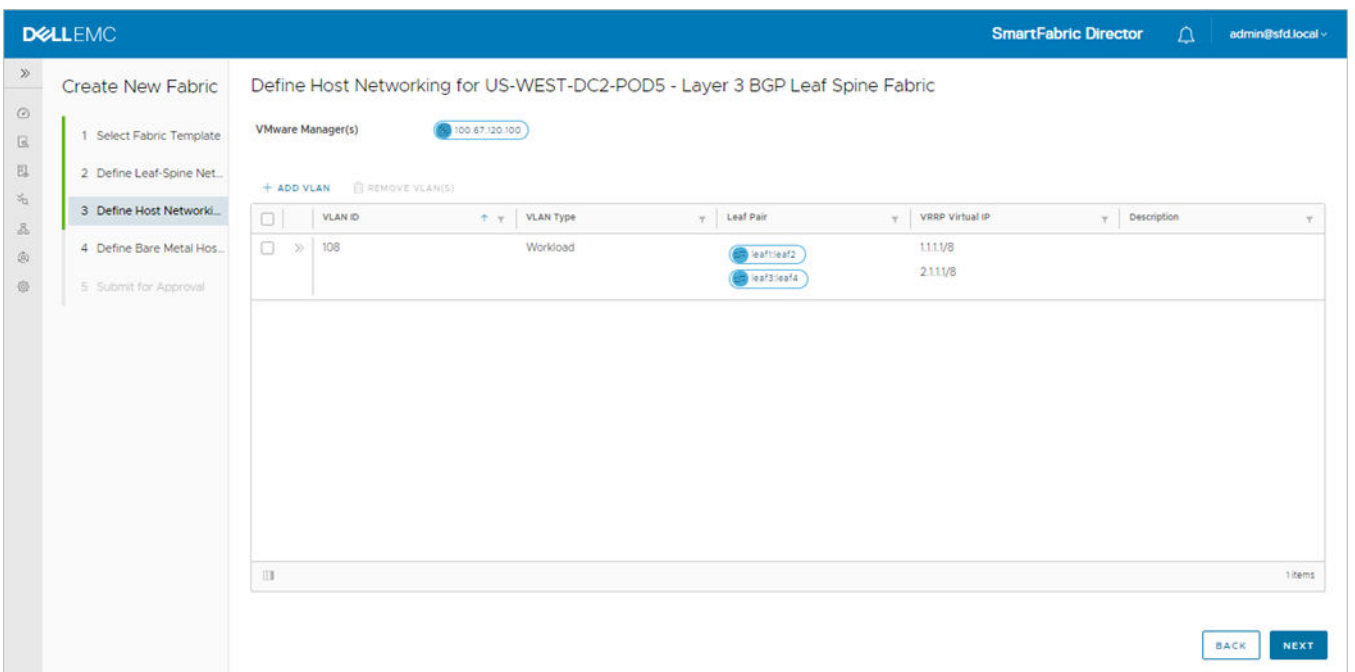 DELLEMC
SmartFabric Director
admin@sfd.local
Create New Fabric
1 Select Fabric Template
2 Define Leaf-Spine Net...
3 Define Host Networki...
4 Define Bare Metal Hos...
5 Submit for Approval
Define Host Networking for US-WEST-DC2-POD5 - Layer 3 BGP Leaf Spine Fabric
VMware Manager(s) 100.67.120.100
+ ADD VLAN REMOVE VLAN(S)
VLAN ID VLAN Type Leaf Pair VRRP Virtual IP Description
108 Workload leaf1:leaf2 1.1.1.1/8
leaf3:leaf4 2.1.1.1/8
1 items
BACK NEXT